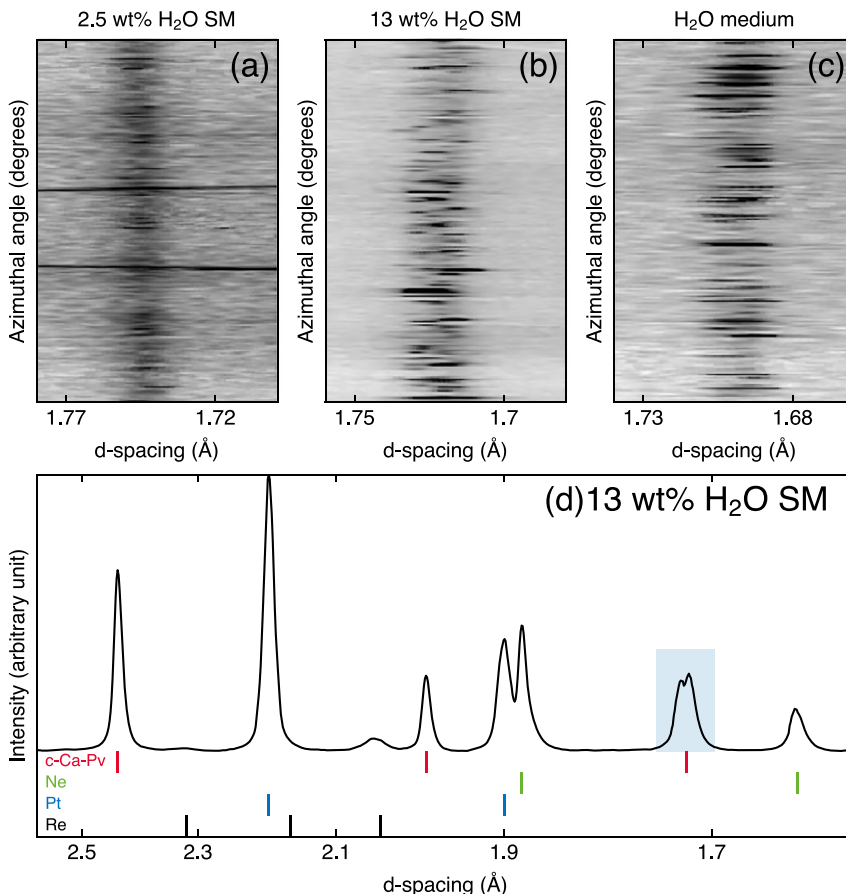 2.5 wt% H₂O SM
13 wt% H₂O SM
H₂O medium
(a)
(b)
(c)
Azimuthal angle (degrees)
Azimuthal angle (degrees)
Azimuthal angle (degrees)
1.77 1.72
1.75 1.7
1.73 1.68
d-spacing (Å)
d-spacing (Å)
d-spacing (Å)
(d)13 wt% H₂O SM
Intensity (arbitrary unit)
c-Ca-Pv
Ne
Pt
Re
2.5 2.3 2.1 1.9 1.7
d-spacing (Å)